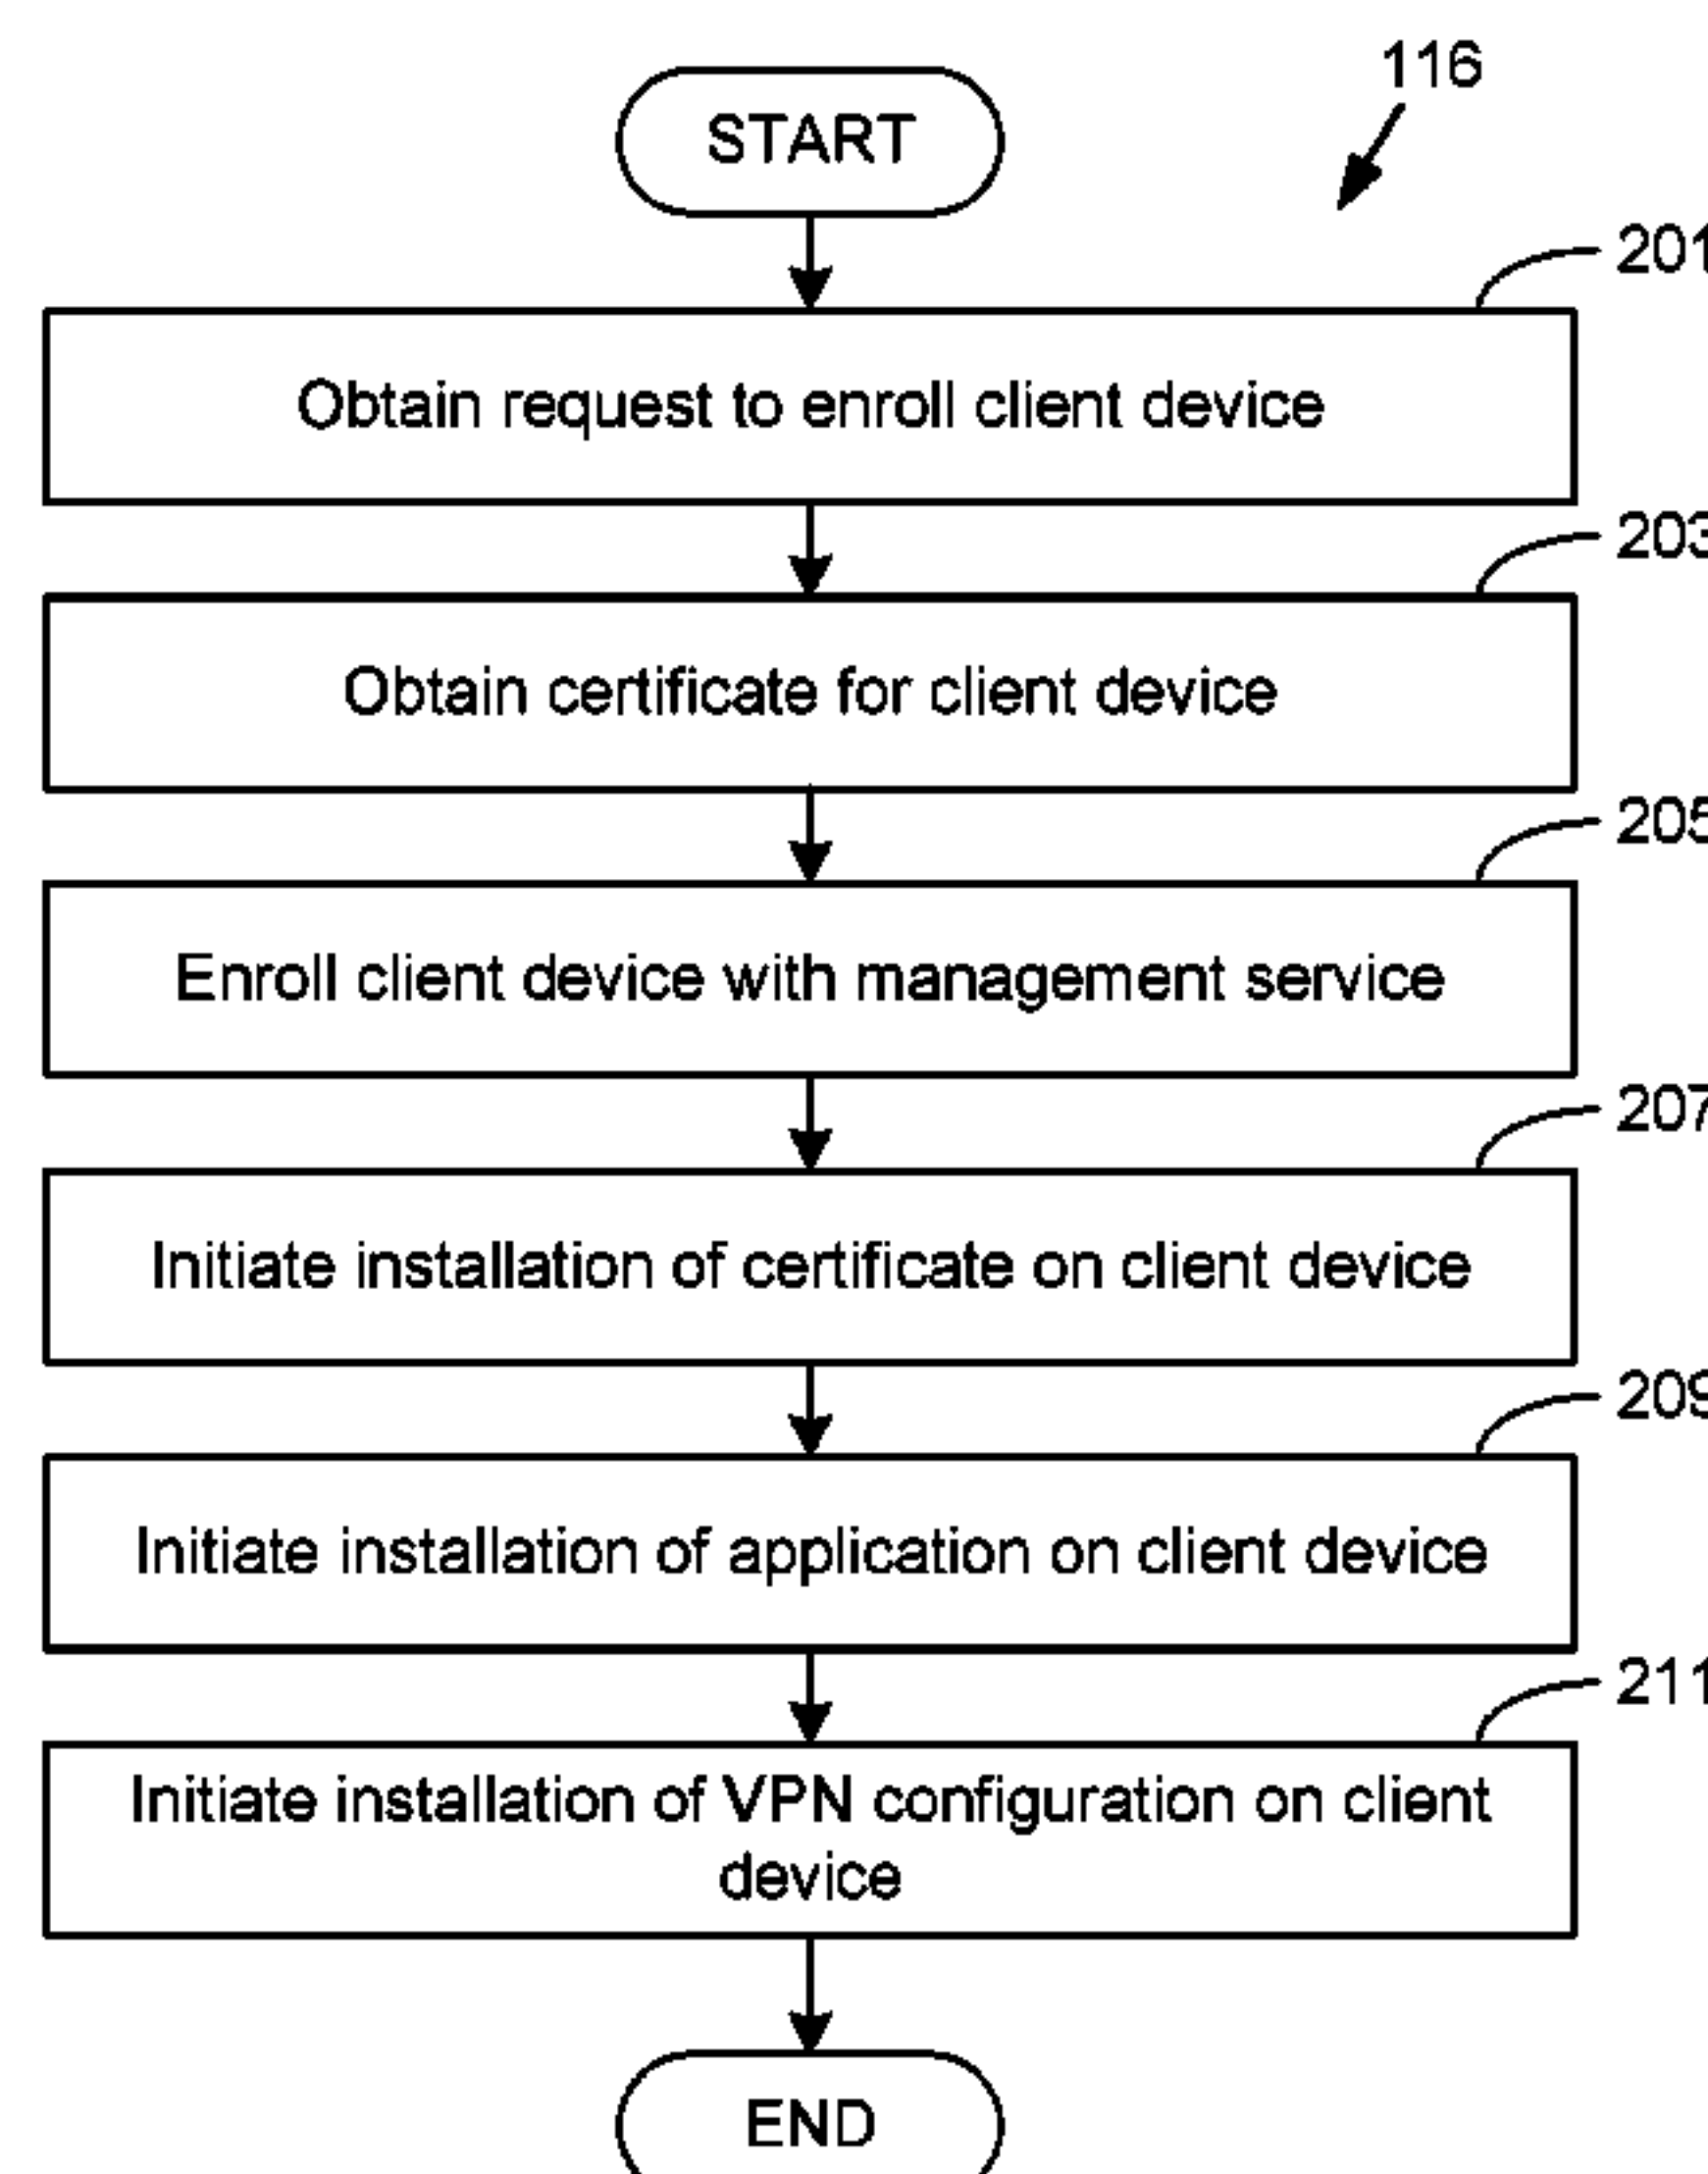 116
START
201
Obtain request to enroll client device
203
Obtain certificate for client device
205
Enroll client device with management service
207
Initiate installation of certificate on client device
209
Initiate installation of application on client device
211
Initiate installation of VPN configuration on client
device
END